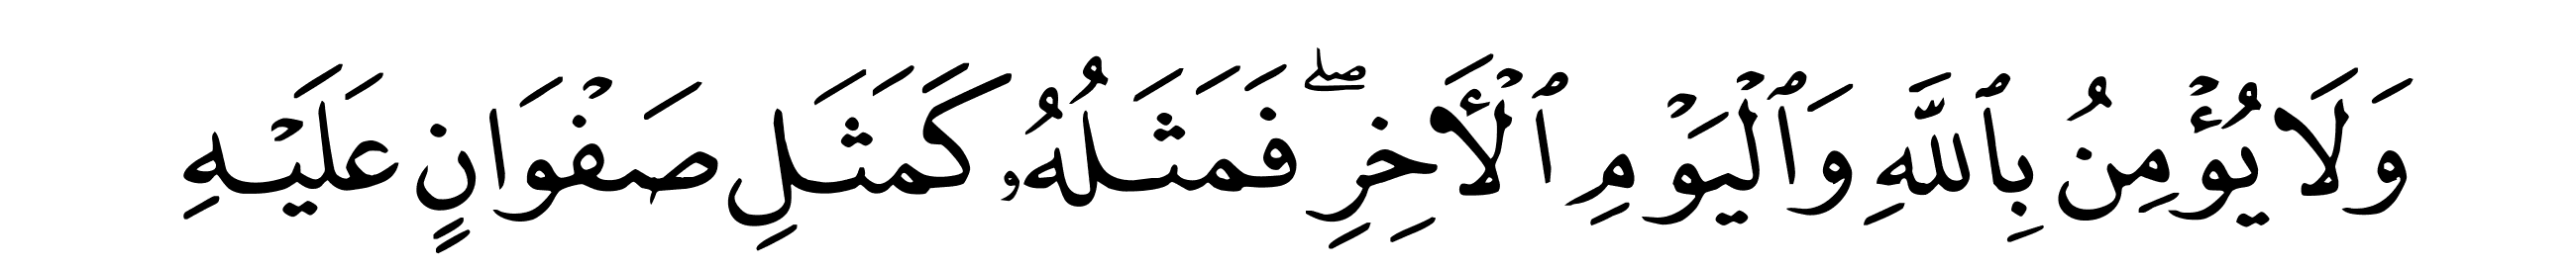 وَلَا يُؤۡمِنُ بِٱللَّهِ وَٱلۡيَوۡمِ ٱلۡأَخِرِۖ فَمَثَلُهُۥ كَمَثَلِ صَفۡوَانٍ عَلَيۡهِ